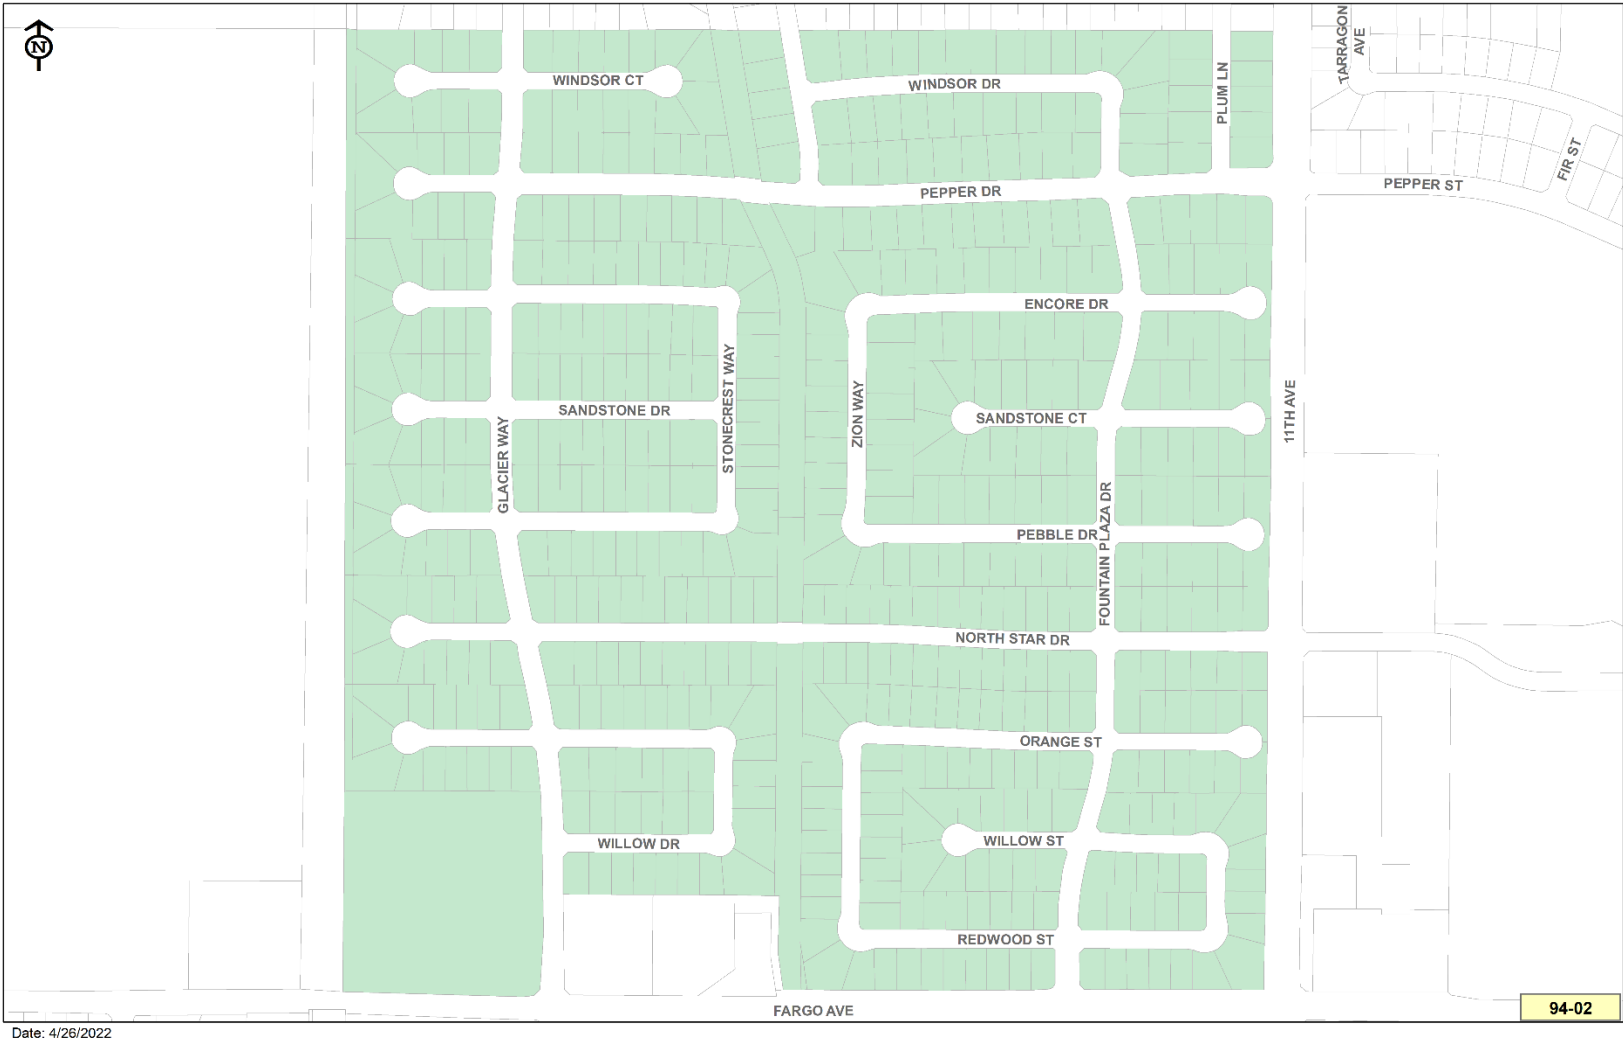 N
TARRAGON
AVE
WINDSOR CT
WINDSOR DR
PLUM LN
FIR ST
PEPPER DR
PEPPER ST
ENCORE DR
STONECREST WAY
ZION WAY
SANDSTONE DR
SANDSTONE CT
11TH AVE
GLACIER WAY
PEBBLE DR
FOUNTAIN PLAZA DR
NORTH STAR DR
ORANGE ST
WILLOW DR
WILLOW ST
REDWOOD ST
FARGO AVE
94-02
Date: 4/26/2022